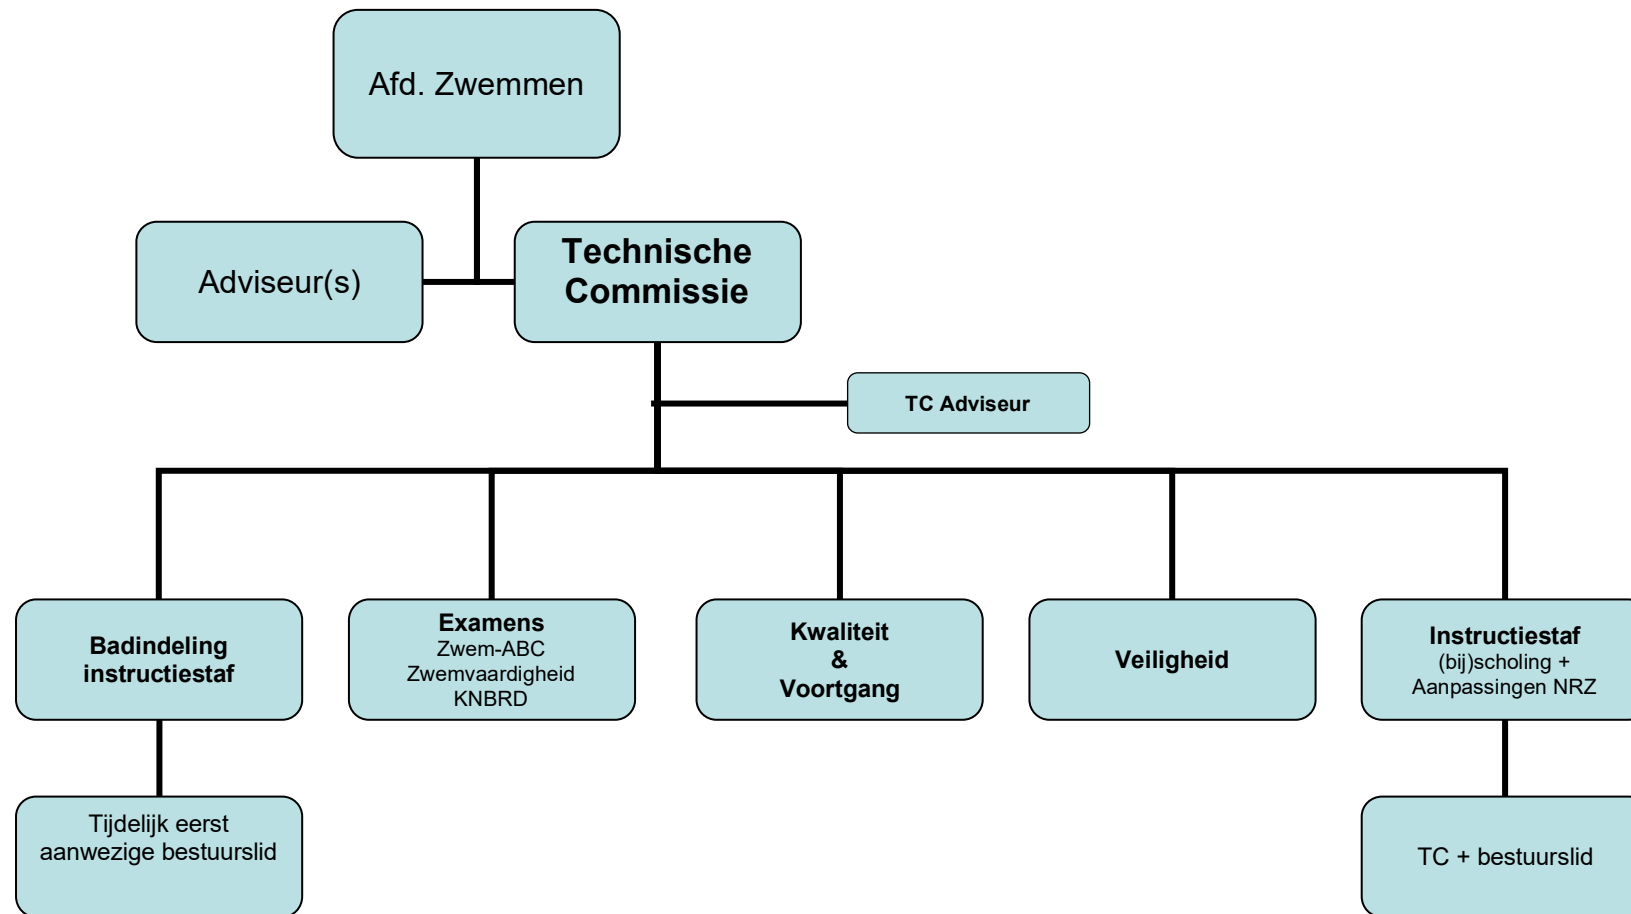 Afd. Zwemmen
Adviseur(s)
Technische
Commissie
TC Adviseur
Badindeling
instructiestaf
Examens
Zwem-ABC
Zwemvaardigheid
KNBRD
Kwaliteit
&
Voortgang
Veiligheid
Instructiestaf
(bij)scholing +
Aanpassingen NRZ
Tijdelijk eerst
aanwezige bestuurslid
TC + bestuurslid